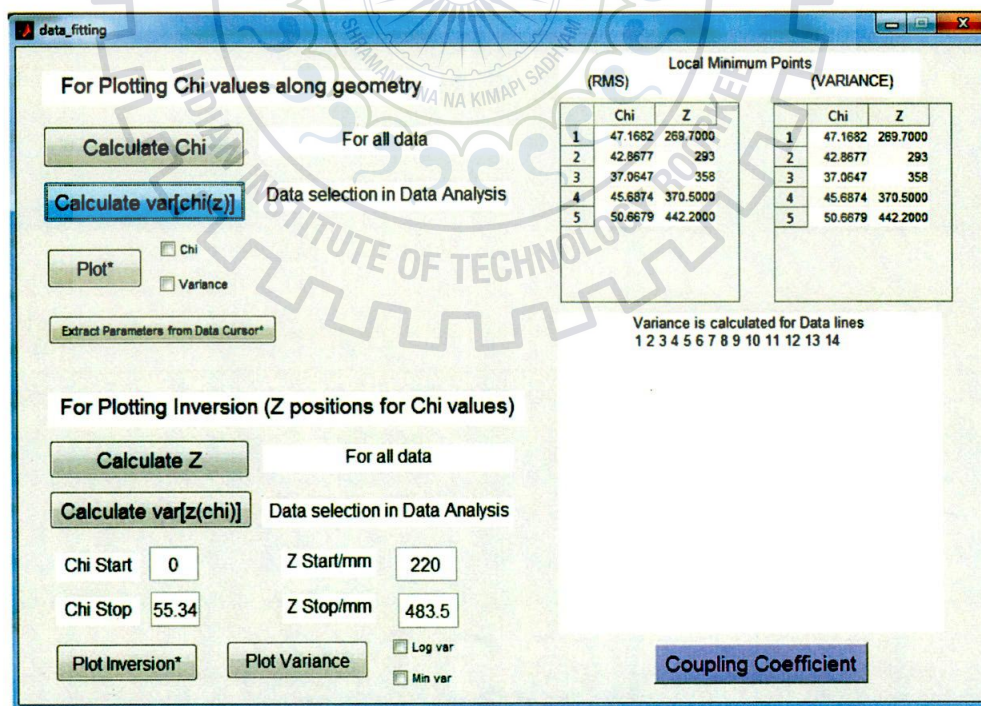 data_fitting
For Plotting Chi values along geometry
Calculate Chi
For all data
Calculate var[chi(z)]
Data selection in Data Analysis
Plot*
Chi
Variance
Extract Parameters from Data Cursor*
Local Minimum Points
(RMS)
(VARIANCE)
Chi Z
1 47.1682 269.7000
2 42.8677 293
3 37.0647 358
4 45.6874 370.5000
5 50.6679 442.2000
Chi Z
1 47.1682 269.7000
2 42.8677 293
3 37.0647 358
4 45.6874 370.5000
5 50.6679 442.2000
Variance is calculated for Data lines
1 2 3 4 5 6 7 8 9 10 11 12 13 14
For Plotting Inversion (Z positions for Chi values)
Calculate Z
For all data
Calculate var[z(chi)]
Data selection in Data Analysis
Chi Start 0
Z Start/mm 220
Chi Stop 55.34
Z Stop/mm 483.5
Plot Inversion*
Plot Variance
Log var
Min var
Coupling Coefficient
INDIAN INSTITUTE OF TECHNOLOGY ROORKEE